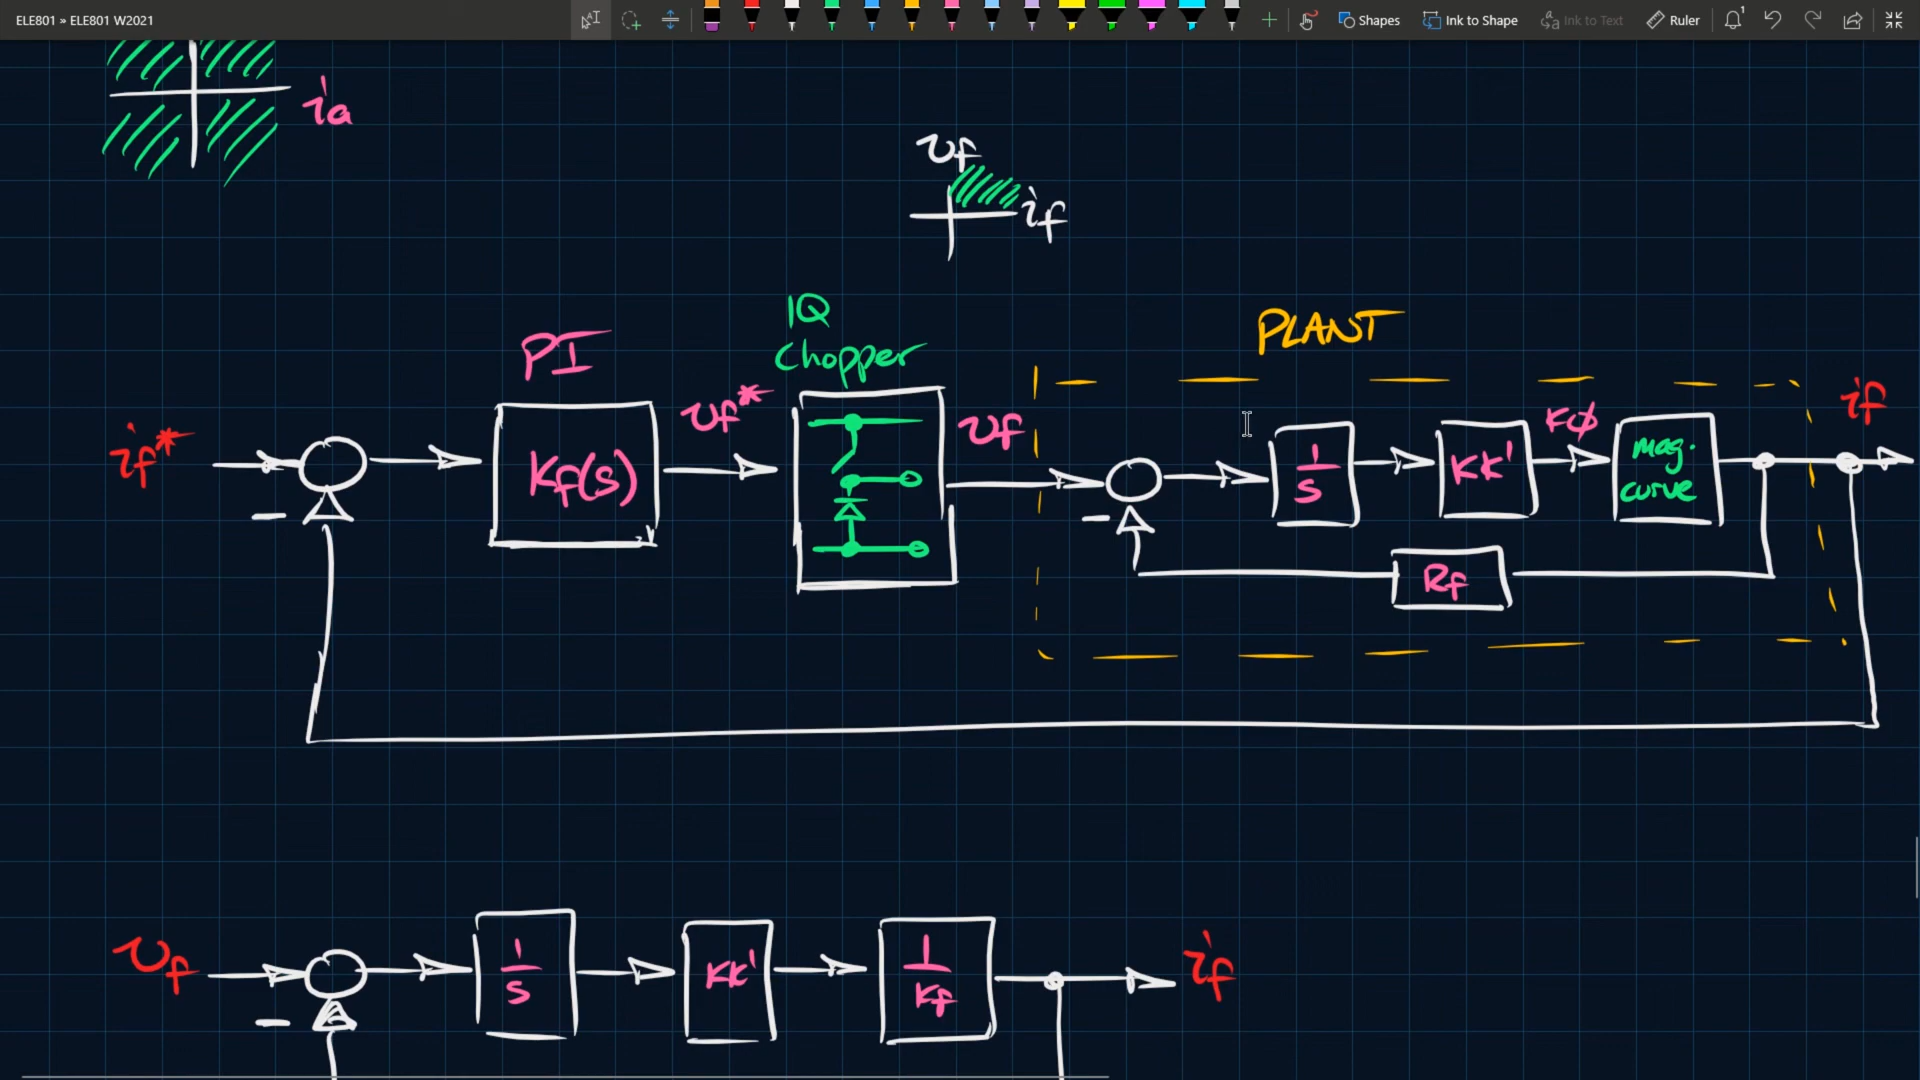 ELE801 » ELE801 W2021
Shapes
Ink to Shape
Ink to Text
Ruler
1
ia
vf
if
1Q
Chopper
PI
PLANT
if*
Kf(s)
vf*
vf
1/s
KK'
Kϕ
mag.
curve
if
Rf
vf
1/s
KK'
1/Kf
if